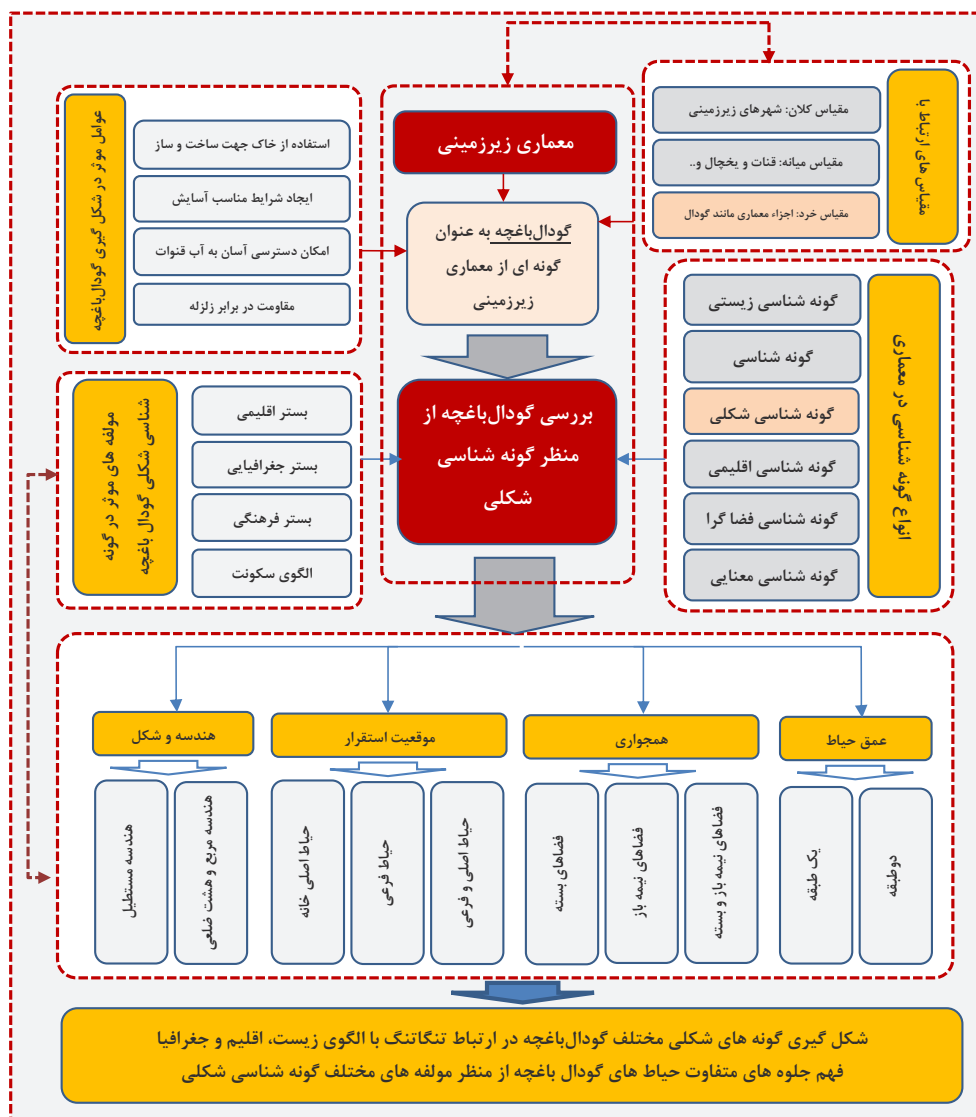 معماری زیرزمینی
گودال‌باغچه به عنوان
گونه ای از معماری
زیرزمینی
بررسی گودال‌باغچه از
منظر گونه شناسی
شکلی
مقیاس های ارتباط با
مقیاس کلان: شهرهای زیرزمینی
مقیاس میانه: قنات و یخچال و..
مقیاس خرد: اجزاء معماری مانند گودال
عوامل موثر در شکل گیری گودال‌باغچه
استفاده از خاک جهت ساخت و ساز
ایجاد شرایط مناسب آسایش
امکان دسترسی آسان به آب قنوات
مقاومت در برابر زلزله
انواع گونه شناسی در معماری
گونه شناسی زیستی
گونه شناسی
گونه شناسی شکلی
گونه شناسی اقلیمی
گونه شناسی فضا گرا
گونه شناسی معنایی
مولفه های موثر در گونه
شناسی شکلی گودال باغچه
بستر اقلیمی
بستر جغرافیایی
بستر فرهنگی
الگوی سکونت
عمق حیاط
دوطبقه
یک طبقه
همجواری
فضاهای نیمه باز و بسته
فضاهای نیمه باز
فضاهای بسته
موقعیت استقرار
حیاط اصلی و فرعی
حیاط فرعی
حیاط اصلی خانه
هندسه و شکل
هندسه مربع و هشت ضلعی
هندسه مستطیل
شکل گیری گونه های شکلی مختلف گودال‌باغچه در ارتباط تنگاتنگ با الگوی زیست، اقلیم و جغرافیا
فهم جلوه های متفاوت حیاط های گودال باغچه از منظر مولفه های مختلف گونه شناسی شکلی